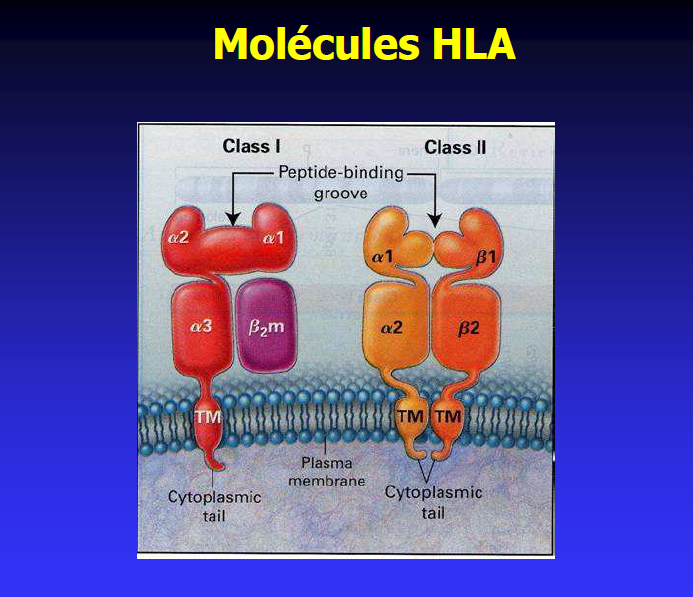 Molécules HLA
Class I
Class II
Peptide-binding
groove
α2
α1
α1
β1
α3
β₂m
α2
β2
TM
TM
TM
Plasma
membrane
Cytoplasmic
tail
Cytoplasmic
tail